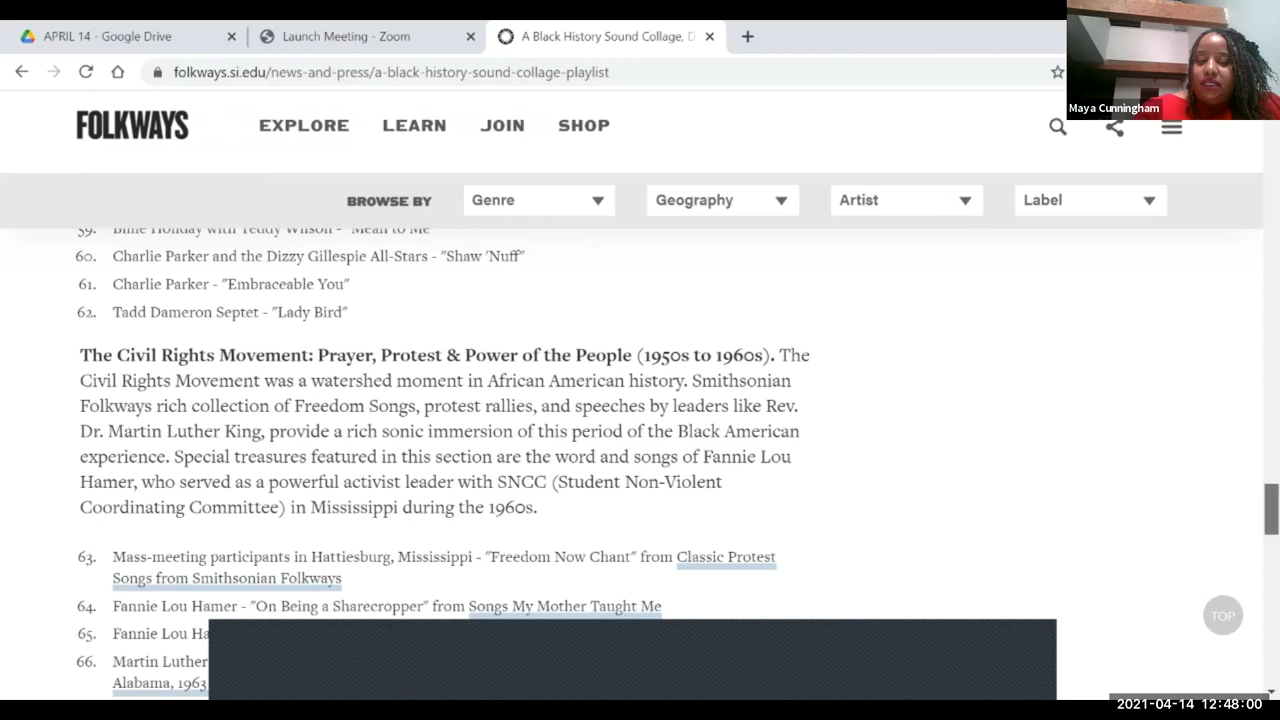 APRIL 14 - Google Drive
Launch Meeting - Zoom
A Black History Sound Collage, D
folkways.si.edu/news-and-press/a-black-history-sound-collage-playlist
Maya Cunningham
FOLKWAYS
EXPLORE
LEARN
JOIN
SHOP
BROWSE BY
Genre
Geography
Artist
Label
59. Billie Holiday with Teddy Wilson - "Mean to Me"
60. Charlie Parker and the Dizzy Gillespie All-Stars - "Shaw 'Nuff"
61. Charlie Parker - "Embraceable You"
62. Tadd Dameron Septet - "Lady Bird"
The Civil Rights Movement: Prayer, Protest & Power of the People (1950s to 1960s). The
Civil Rights Movement was a watershed moment in African American history. Smithsonian
Folkways rich collection of Freedom Songs, protest rallies, and speeches by leaders like Rev.
Dr. Martin Luther King, provide a rich sonic immersion of this period of the Black American
experience. Special treasures featured in this section are the word and songs of Fannie Lou
Hamer, who served as a powerful activist leader with SNCC (Student Non-Violent
Coordinating Committee) in Mississippi during the 1960s.
63. Mass-meeting participants in Hattiesburg, Mississippi - "Freedom Now Chant" from Classic Protest
Songs from Smithsonian Folkways
64. Fannie Lou Hamer - "On Being a Sharecropper" from Songs My Mother Taught Me
65. Fannie Lou Ha
66. Martin Luther
Alabama, 1963
TOP
2021-04-14 12:48:00